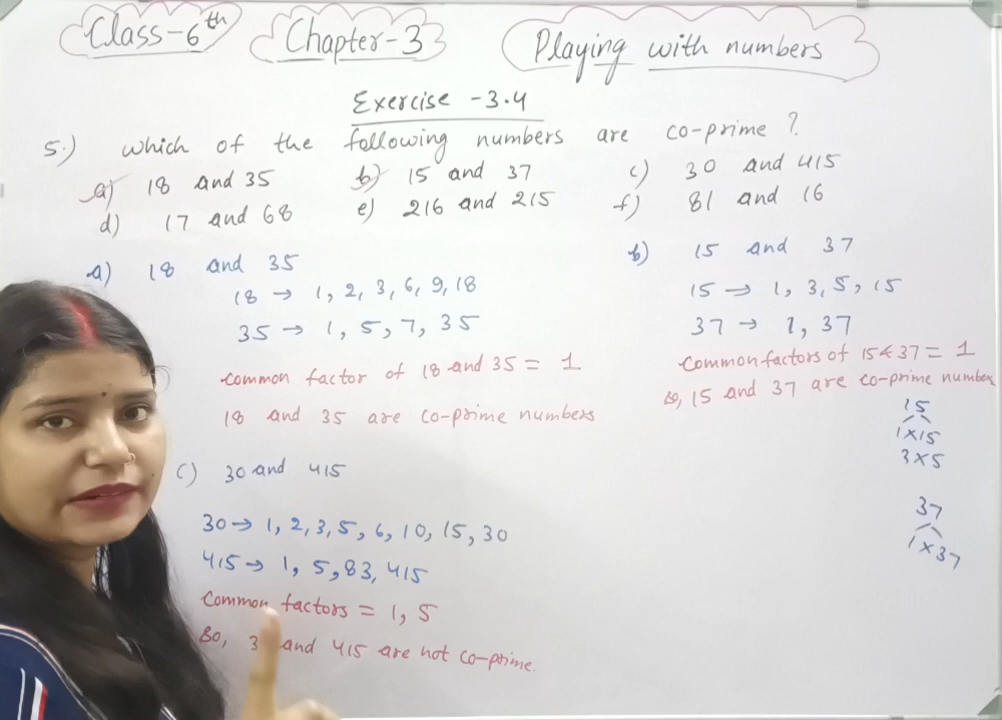 Class-6th Chapter-3 Playing with numbers
Exercise -3.4
5.) which of the following numbers are co-prime ?
a) 18 and 35 b) 15 and 37 c) 30 and 415
d) 17 and 68 e) 216 and 215 f) 81 and 16
a) 18 and 35
18 → 1, 2, 3, 6, 9, 18
35 → 1, 5, 7, 35
common factor of 18 and 35 = 1
18 and 35 are co-prime numbers
b) 15 and 37
15 → 1, 3, 5, 15
37 → 1, 37
Common factors of 15 & 37 = 1
So, 15 and 37 are co-prime number
15
1×15
3×5
37
1×37
C) 30 and 415
30→ 1, 2, 3, 5, 6, 10, 15, 30
415→ 1, 5, 83, 415
Common factors = 1, 5
So, 3 and 415 are not co-prime.